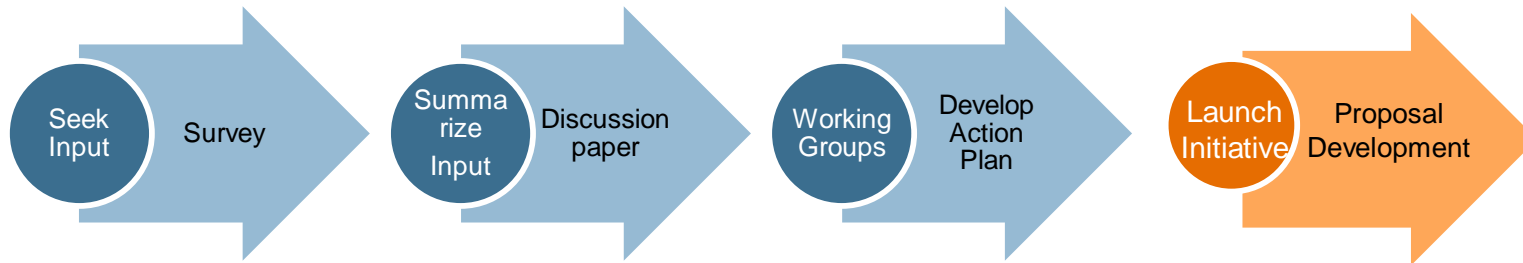 Seek
Input
Survey
Summa
rize
Input
Discussion
paper
Working
Groups
Develop
Action
Plan
Launch
Initiative
Proposal
Development